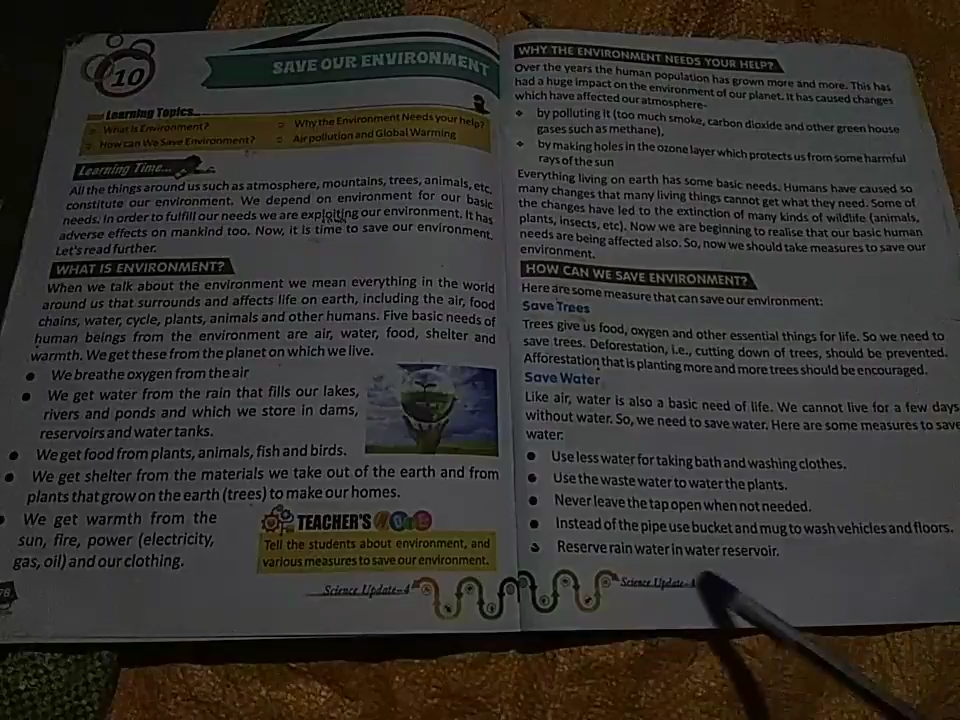 10
SAVE OUR ENVIRONMENT
Learning Topics...
What is Environment?
Why the Environment Needs your help?
How can We Save Environment?
Air pollution and Global Warming
Learning Time...
All the things around us such as atmosphere, mountains, trees, animals, etc.
constitute our environment. We depend on environment for our basic
needs. In order to fulfill our needs we are exploiting our environment. It has
adverse effects on mankind too. Now, it is time to save our environment.
Let's read further.
WHAT IS ENVIRONMENT?
When we talk about the environment we mean everything in the world
around us that surrounds and affects life on earth, including the air, food
chains, water, cycle, plants, animals and other humans. Five basic needs of
human beings from the environment are air, water, food, shelter and
warmth. We get these from the planet on which we live.
We breathe oxygen from the air
We get water from the rain that fills our lakes,
rivers and ponds and which we store in dams,
reservoirs and water tanks.
We get food from plants, animals, fish and birds.
We get shelter from the materials we take out of the earth and from
plants that grow on the earth (trees) to make our homes.
We get warmth from the
sun, fire, power (electricity,
gas, oil) and our clothing.
TEACHER'S NOTE
Tell the students about environment, and
various measures to save our environment.
Science Update-4
WHY THE ENVIRONMENT NEEDS YOUR HELP?
Over the years the human population has grown more and more. This has
had a huge impact on the environment of our planet. It has caused changes
which have affected our atmosphere-
by polluting it (too much smoke, carbon dioxide and other green house
gases such as methane),
by making holes in the ozone layer which protects us from some harmful
rays of the sun
Everything living on earth has some basic needs. Humans have caused so
many changes that many living things cannot get what they need. Some of
the changes have led to the extinction of many kinds of wildlife (animals,
plants, insects, etc). Now we are beginning to realise that our basic human
needs are being affected also. So, now we should take measures to save our
environment.
HOW CAN WE SAVE ENVIRONMENT?
Here are some measure that can save our environment:
Save Trees
Trees give us food, oxygen and other essential things for life. So we need to
save trees. Deforestation, i.e., cutting down of trees, should be prevented.
Afforestation that is planting more and more trees should be encouraged.
Save Water
Like air, water is also a basic need of life. We cannot live for a few days
without water. So, we need to save water. Here are some measures to save
water.
Use less water for taking bath and washing clothes.
Use the waste water to water the plants.
Never leave the tap open when not needed.
Instead of the pipe use bucket and mug to wash vehicles and floors.
Reserve rain water in water reservoir.
Science Update-4